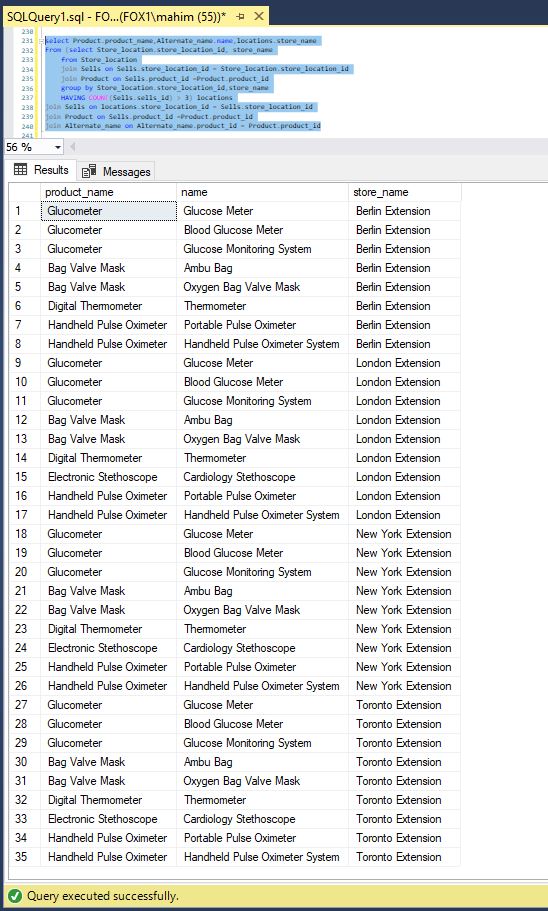 SQLQuery1.sql - FO...(FOX1\mahim (55))*
230
231 select Product.product_name,Alternate_name.name,locations.store_name
232 From (select Store_location.store_location_id, store_name
233 from Store_location
234 join Sells on Sells.store_location_id = Store_location.store_location_id
235 join Product on Sells.product_id =Product.product_id
236 group by Store_location.store_location_id,store_name
237 HAVING COUNT(Sells.sells_id) > 3) locations
238 join Sells on locations.store_location_id = Sells.store_location_id
239 join Product on Sells.product_id =Product.product_id
240 join Alternate_name on Alternate_name.product_id = Product.product_id
241
56 %
Results Messages
product_name name store_name
1 Glucometer Glucose Meter Berlin Extension
2 Glucometer Blood Glucose Meter Berlin Extension
3 Glucometer Glucose Monitoring System Berlin Extension
4 Bag Valve Mask Ambu Bag Berlin Extension
5 Bag Valve Mask Oxygen Bag Valve Mask Berlin Extension
6 Digital Thermometer Thermometer Berlin Extension
7 Handheld Pulse Oximeter Portable Pulse Oximeter Berlin Extension
8 Handheld Pulse Oximeter Handheld Pulse Oximeter System Berlin Extension
9 Glucometer Glucose Meter London Extension
10 Glucometer Blood Glucose Meter London Extension
11 Glucometer Glucose Monitoring System London Extension
12 Bag Valve Mask Ambu Bag London Extension
13 Bag Valve Mask Oxygen Bag Valve Mask London Extension
14 Digital Thermometer Thermometer London Extension
15 Electronic Stethoscope Cardiology Stethoscope London Extension
16 Handheld Pulse Oximeter Portable Pulse Oximeter London Extension
17 Handheld Pulse Oximeter Handheld Pulse Oximeter System London Extension
18 Glucometer Glucose Meter New York Extension
19 Glucometer Blood Glucose Meter New York Extension
20 Glucometer Glucose Monitoring System New York Extension
21 Bag Valve Mask Ambu Bag New York Extension
22 Bag Valve Mask Oxygen Bag Valve Mask New York Extension
23 Digital Thermometer Thermometer New York Extension
24 Electronic Stethoscope Cardiology Stethoscope New York Extension
25 Handheld Pulse Oximeter Portable Pulse Oximeter New York Extension
26 Handheld Pulse Oximeter Handheld Pulse Oximeter System New York Extension
27 Glucometer Glucose Meter Toronto Extension
28 Glucometer Blood Glucose Meter Toronto Extension
29 Glucometer Glucose Monitoring System Toronto Extension
30 Bag Valve Mask Ambu Bag Toronto Extension
31 Bag Valve Mask Oxygen Bag Valve Mask Toronto Extension
32 Digital Thermometer Thermometer Toronto Extension
33 Electronic Stethoscope Cardiology Stethoscope Toronto Extension
34 Handheld Pulse Oximeter Portable Pulse Oximeter Toronto Extension
35 Handheld Pulse Oximeter Handheld Pulse Oximeter System Toronto Extension
Query executed successfully.